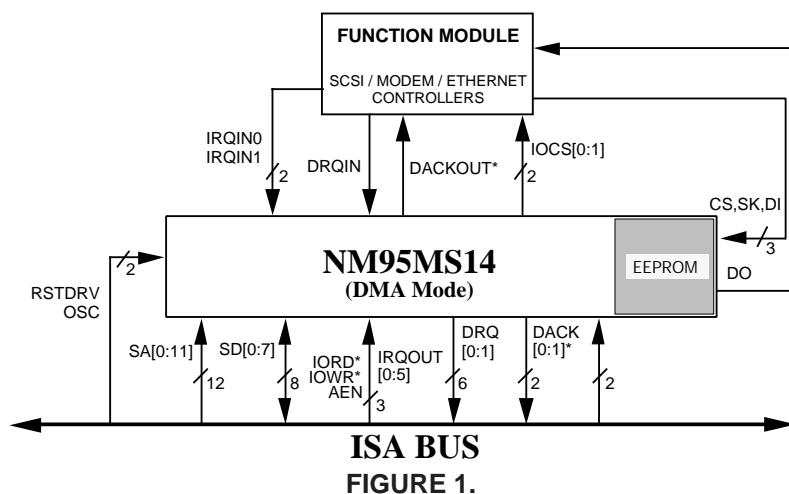 FUNCTION MODULE
SCSI / MODEM / ETHERNET
CONTROLLERS
IRQIN0
IRQIN1
2
DRQIN
DACKOUT*
IOCS[0:1]
2
CS,SK,DI
3
NM95MS14
(DMA Mode)
EEPROM
DO
2
RSTDRV
OSC
SA[0:11]
12
SD[0:7]
8
IORD*
IOWR*
AEN
3
IRQOUT
[0:5]
DRQ
[0:1]
6
DACK
[0:1]*
2
2
ISA BUS
FIGURE 1.